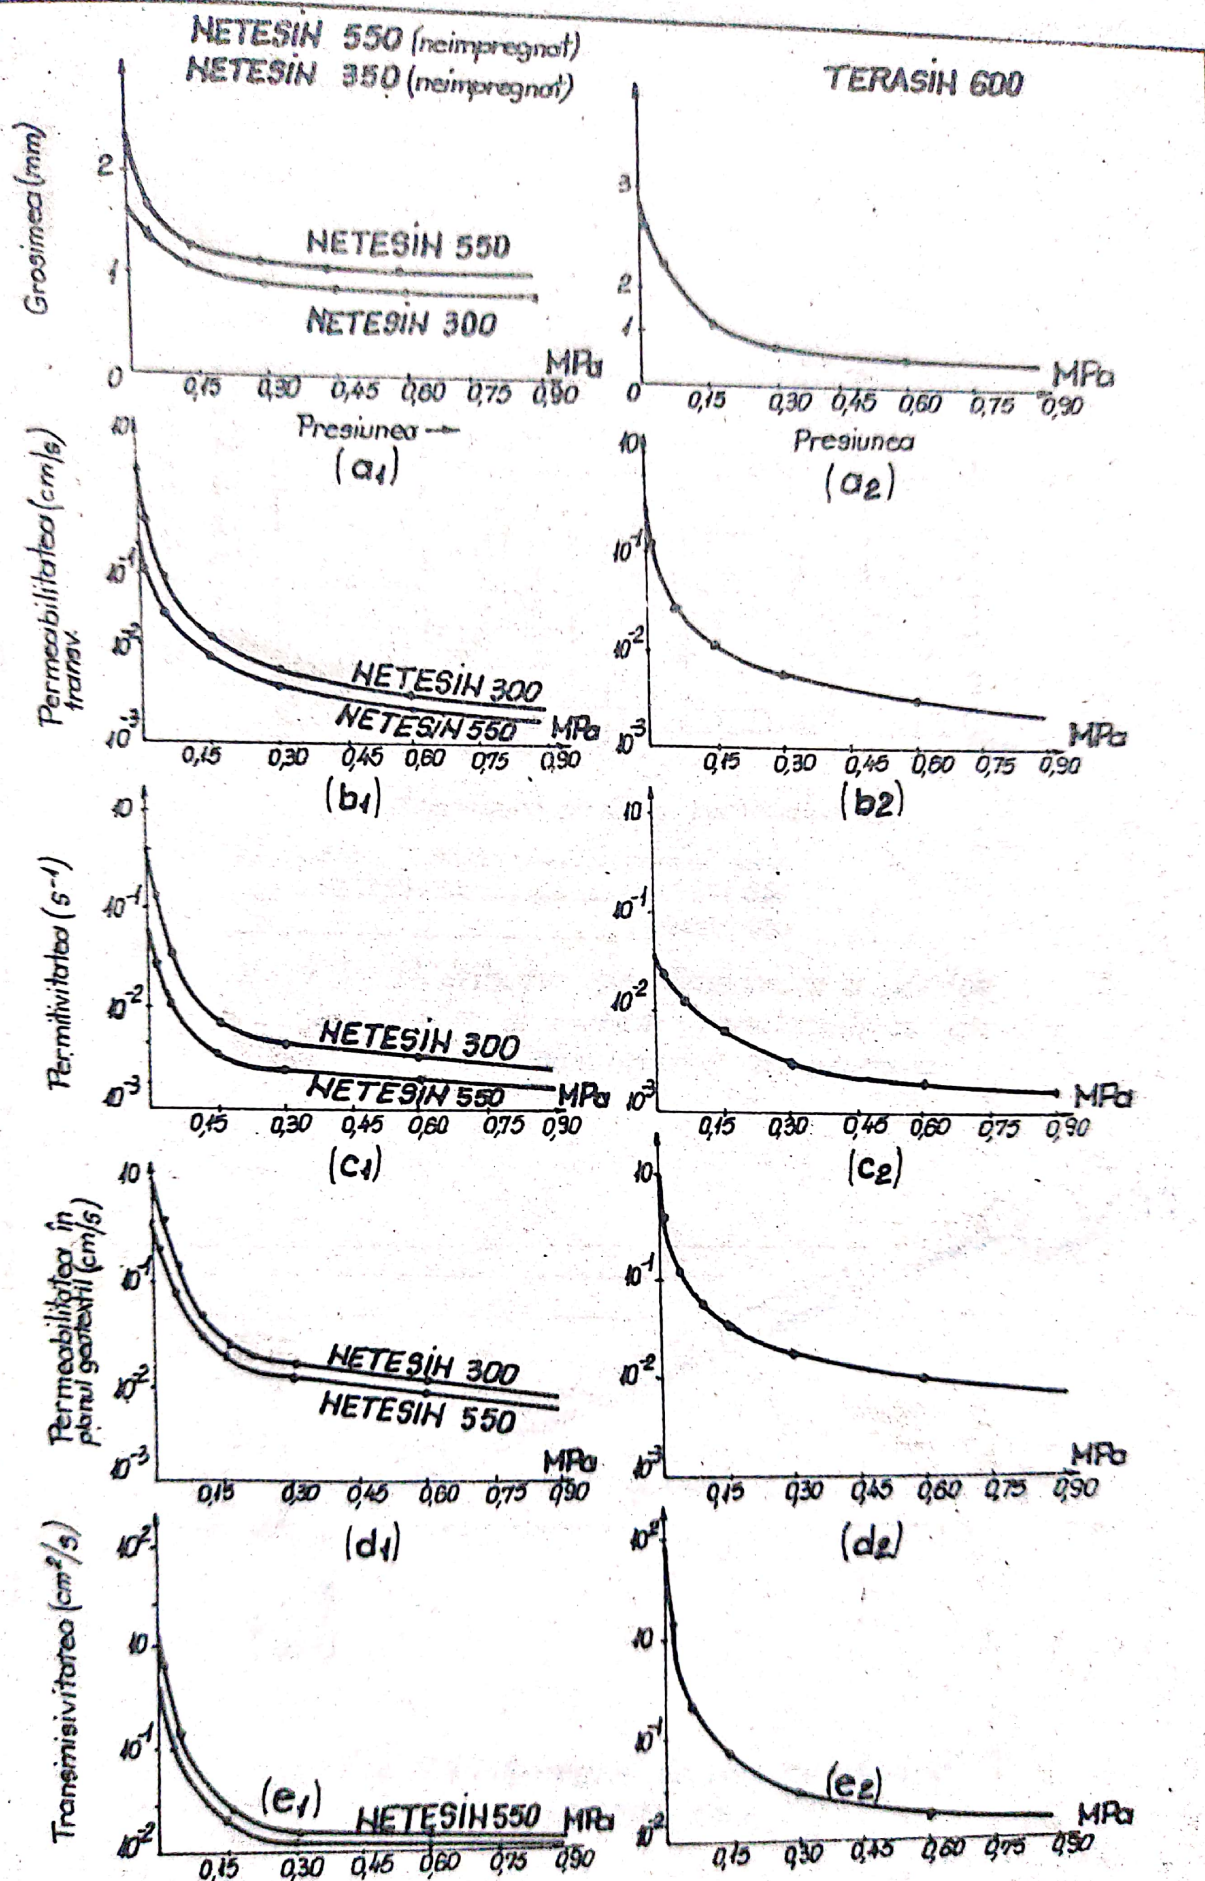 NETESIN 550 (neimpregnat)
NETESIN 350 (neimpregnat)
TERASIN 600
Grosimea (mm)
2
1
0
NETESIN 550
NETESIN 300
MPa
0,15 0,30 0,45 0,60 0,75 0,90
Presiunea →
(a1)
3
2
1
0
MPa
0,15 0,30 0,45 0,60 0,75 0,90
Presiunea
(a2)
Permeabilitatea (cm/s)
transv.
10
10⁻¹
10⁻²
10⁻³
NETESIN 300
NETESIN 550
MPa
0,15 0,30 0,45 0,60 0,75 0,90
(b1)
10
10⁻¹
10⁻²
10⁻³
MPa
0,15 0,30 0,45 0,60 0,75 0,90
(b2)
Permitivitatea (s⁻¹)
10
10⁻¹
10⁻²
10⁻³
NETESIN 300
NETESIN 550
MPa
0,15 0,30 0,45 0,60 0,75 0,90
(c1)
10
10⁻¹
10⁻²
10⁻³
MPa
0,15 0,30 0,45 0,60 0,75 0,90
(c2)
Permeabilitatea în
planul geotextil (cm/s)
10
10⁻¹
10⁻²
10⁻³
NETESIN 300
NETESIN 550
MPa
0,15 0,30 0,45 0,60 0,75 0,90
(d1)
10
10⁻¹
10⁻²
10⁻³
MPa
0,15 0,30 0,45 0,60 0,75 0,90
(d2)
Transmisivitatea (cm²/s)
10²
10
10⁻¹
10⁻²
(e1)
NETESIN 550
MPa
0,15 0,30 0,45 0,60 0,75 0,90
10²
10
10⁻¹
10⁻²
(e2)
MPa
0,15 0,30 0,45 0,60 0,75 0,90